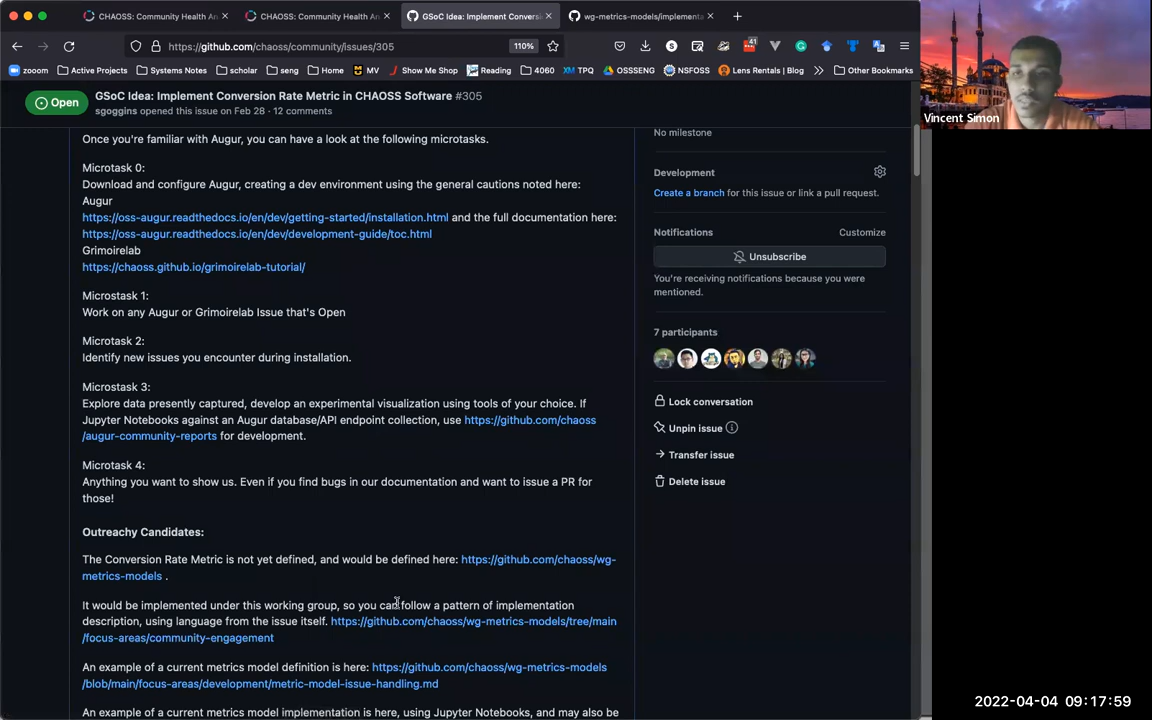 CHAOSS: Community Health An
CHAOSS: Community Health An
GSoC Idea: Implement Conversi
wg-metrics-models/implementa
https://github.com/chaoss/community/issues/305
110%
41
zooom
Active Projects
Systems Notes
scholar
seng
Home
MV
Show Me Shop
Reading
4060
TPQ
OSSSENG
NSFOSS
Lens Rentals | Blog
Other Bookmarks
Open
GSoC Idea: Implement Conversion Rate Metric in CHAOSS Software #305
sgoggins opened this issue on Feb 28 · 12 comments
Once you're familiar with Augur, you can have a look at the following microtasks.
Microtask 0:
Download and configure Augur, creating a dev environment using the general cautions noted here:
Augur
https://oss-augur.readthedocs.io/en/dev/getting-started/installation.html and the full documentation here:
https://oss-augur.readthedocs.io/en/dev/development-guide/toc.html
Grimoirelab
https://chaoss.github.io/grimoirelab-tutorial/
Microstask 1:
Work on any Augur or Grimoirelab Issue that's Open
Microtask 2:
Identify new issues you encounter during installation.
Microstask 3:
Explore data presently captured, develop an experimental visualization using tools of your choice. If
Jupyter Notebooks against an Augur database/API endpoint collection, use https://github.com/chaoss
/augur-community-reports for development.
Microtask 4:
Anything you want to show us. Even if you find bugs in our documentation and want to issue a PR for
those!
Outreachy Candidates:
The Conversion Rate Metric is not yet defined, and would be defined here: https://github.com/chaoss/wg-
metrics-models .
It would be implemented under this working group, so you can follow a pattern of implementation
description, using language from the issue itself. https://github.com/chaoss/wg-metrics-models/tree/main
/focus-areas/community-engagement
An example of a current metrics model definition is here: https://github.com/chaoss/wg-metrics-models
/blob/main/focus-areas/development/metric-model-issue-handling.md
An example of a current metrics model implementation is here, using Jupyter Notebooks, and may also be
No milestone
Development
Create a branch for this issue or link a pull request.
Notifications
Customize
Unsubscribe
You're receiving notifications because you were
mentioned.
7 participants
Lock conversation
Unpin issue
Transfer issue
Delete issue
Vincent Simon
2022-04-04 09:17:59